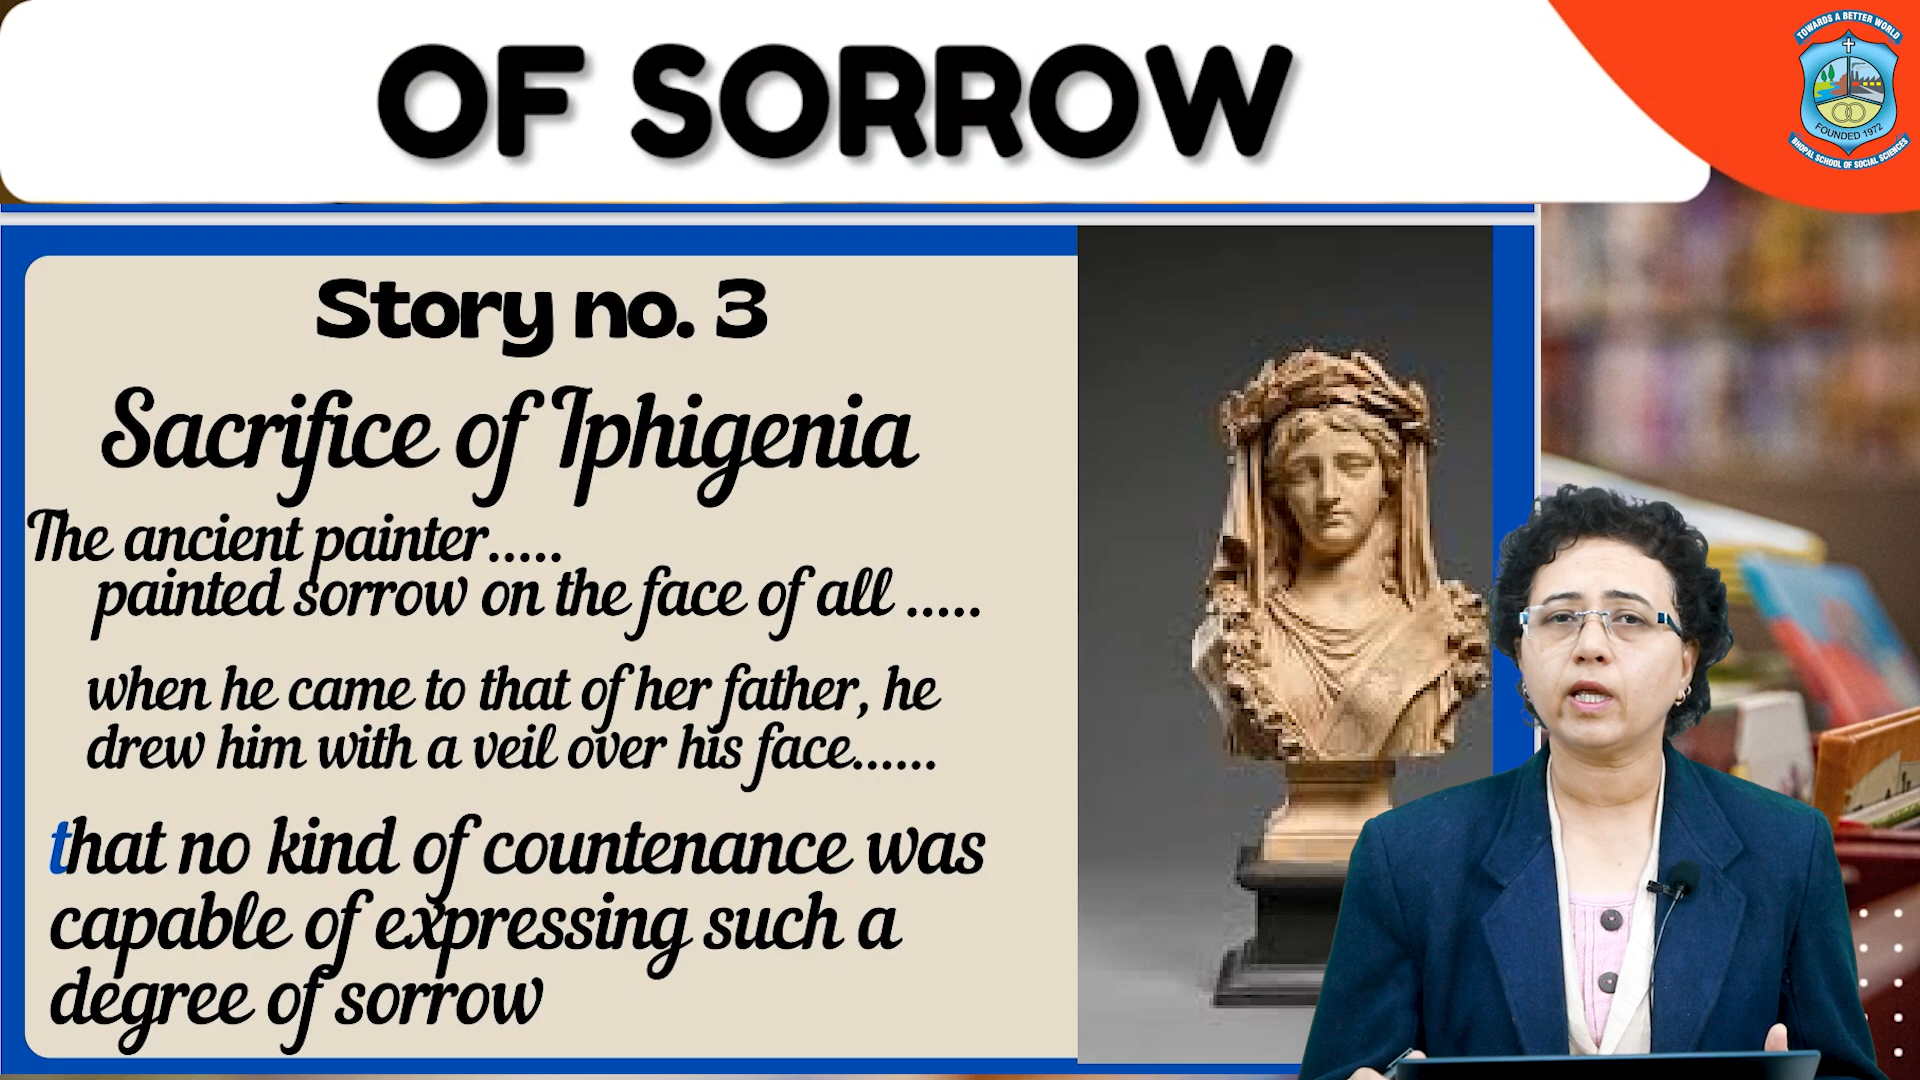 OF SORROW
TOWARDS A BETTER WORLD
FOUNDED 1972
BHOPAL SCHOOL OF SOCIAL SCIENCES
Story no. 3
Sacrifice of Iphigenia
The ancient painter.....
painted sorrow on the face of all .....
when he came to that of her father, he
drew him with a veil over his face......
that no kind of countenance was
capable of expressing such a
degree of sorrow